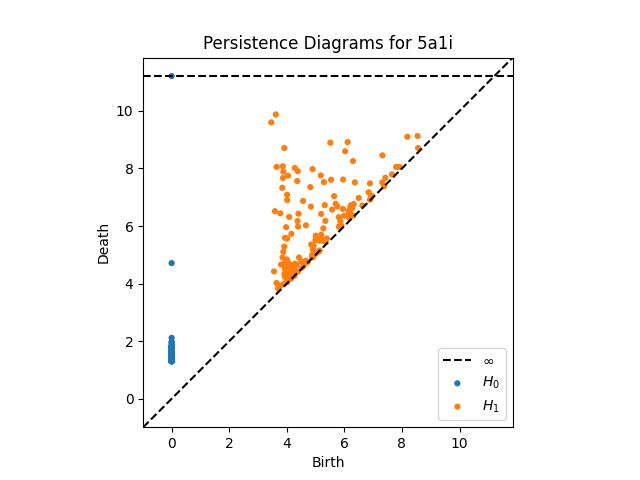 Persistence Diagrams for 5a1i
Death
10
8
6
4
2
0
0 2 4 6 8 10
Birth
∞
H₀
H₁